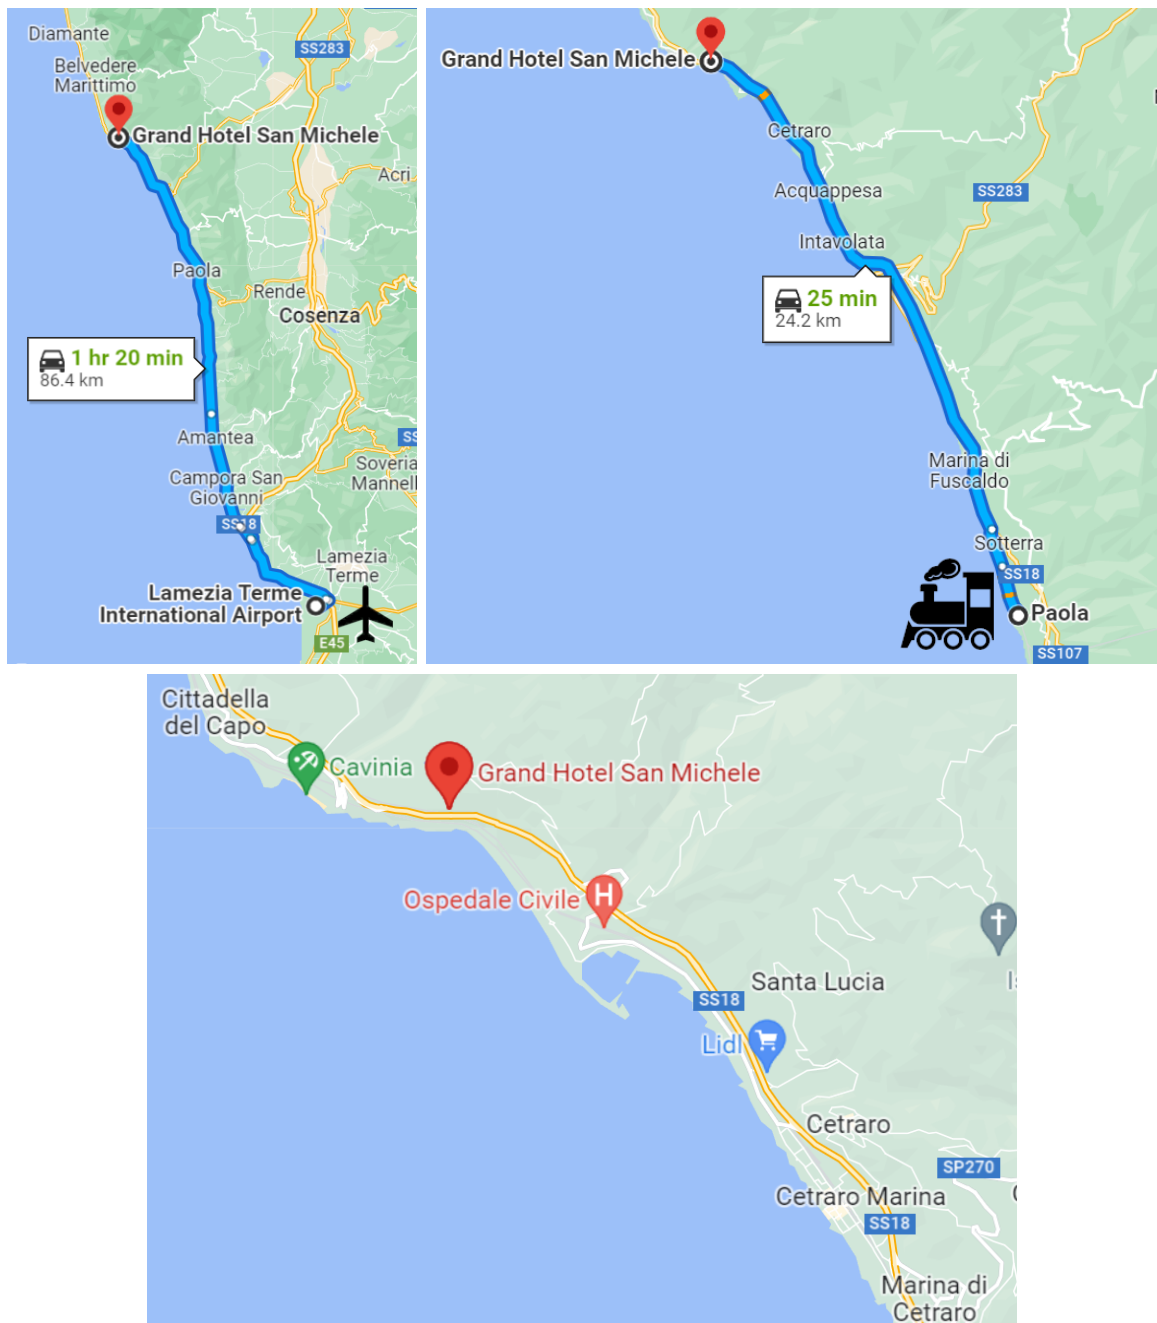 Diamante
SS283
Belvedere
Marittimo
Grand Hotel San Michele
Acri
Paola
Rende
Cosenza
1 hr 20 min
86.4 km
Amantea
SS
Campora San
Giovanni
Soveria
Mannell
SS18
Lamezia
Terme
Lamezia Terme
International Airport
E45
Grand Hotel San Michele
Cetraro
Acquappesa
SS283
Intavolata
25 min
24.2 km
Marina di
Fuscaldo
Sotterra
SS18
Paola
SS107
Cittadella
del Capo
Cavinia
Grand Hotel San Michele
Ospedale Civile
H
Santa Lucia
SS18
Lidl
Cetraro
SP270
Cetraro Marina
SS18
Marina di
Cetraro